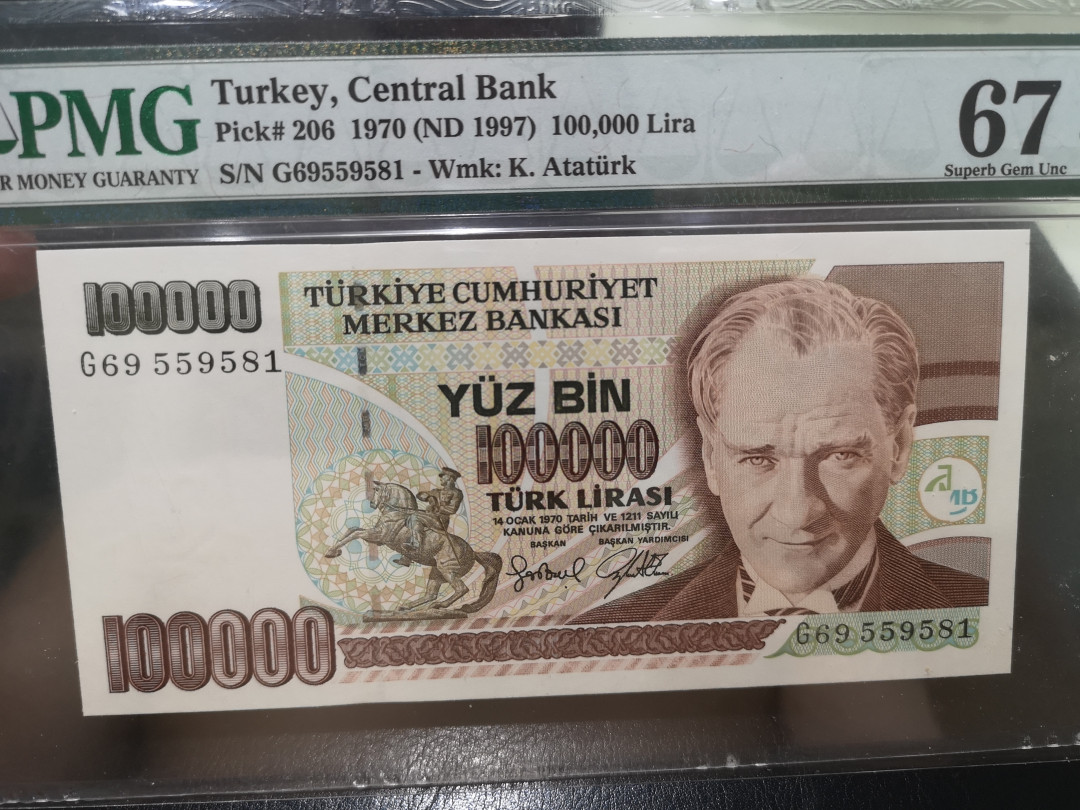 PMG
R MONEY GUARANTY
Turkey, Central Bank
Pick# 206 1970 (ND 1997) 100,000 Lira
S/N G69559581 - Wmk: K. Atatürk
67
Superb Gem Unc
100000
G69 559581
TÜRKİYE CUMHURİYET
MERKEZ BANKASI
YÜZ BİN
100000
TÜRK LİRASI
14 OCAK 1970 TARİH VE 1211 SAYILI
KANUNA GÖRE ÇIKARILMIŞTIR.
BAŞKAN BAŞKAN YARDIMCISI
100000
G69 559581